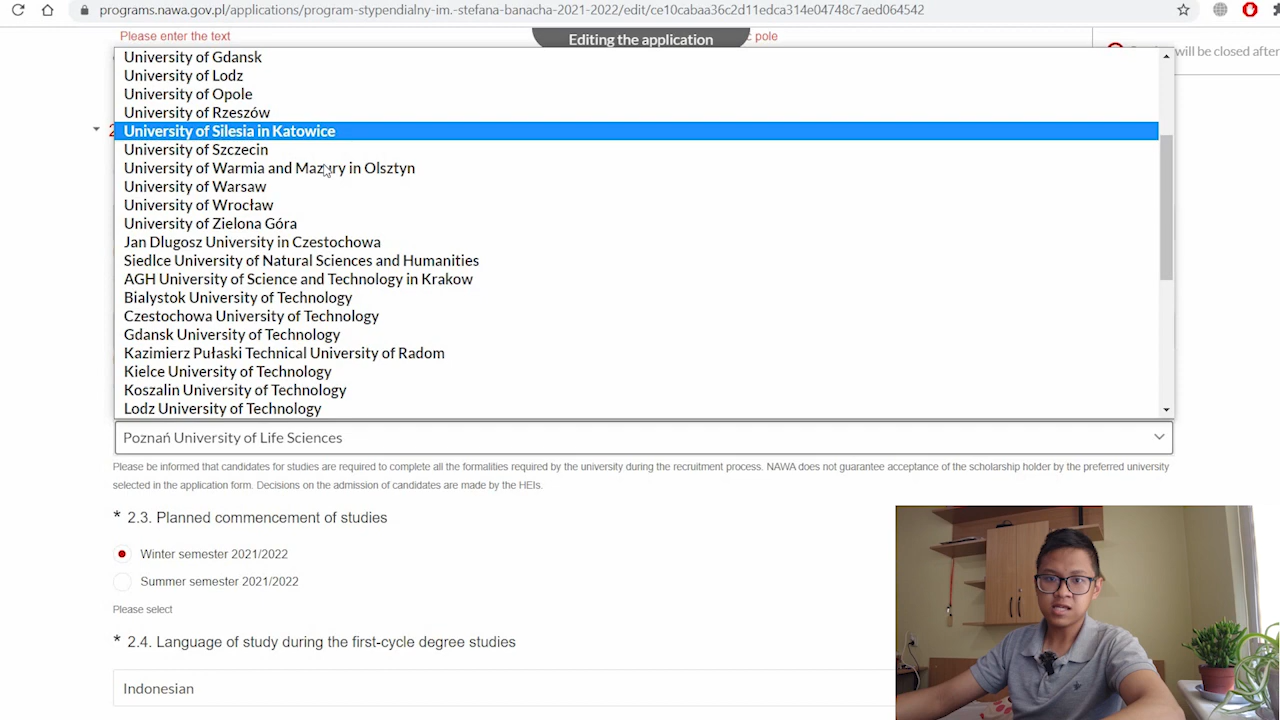 programs.nawa.gov.pl/applications/program-stypendialny-im.-stefana-banacha-2021-2022/edit/ce10cabaa36c2d11edca314e04748c7aed064542
Please enter the text
Editing the application
pole
will be closed after
University of Gdansk
University of Lodz
University of Opole
University of Rzeszów
2
University of Silesia in Katowice
University of Szczecin
University of Warmia and Mazury in Olsztyn
University of Warsaw
University of Wrocław
University of Zielona Góra
Jan Dlugosz University in Czestochowa
Siedlce University of Natural Sciences and Humanities
AGH University of Science and Technology in Krakow
Bialystok University of Technology
Czestochowa University of Technology
Gdansk University of Technology
Kazimierz Pułaski Technical University of Radom
Kielce University of Technology
Koszalin University of Technology
Lodz University of Technology
Poznań University of Life Sciences
Please be informed that candidates for studies are required to complete all the formalities required by the university during the recruitment process. NAWA does not guarantee acceptance of the scholarship holder by the preferred university
selected in the application form. Decisions on the admission of candidates are made by the HEIs.
* 2.3. Planned commencement of studies
Winter semester 2021/2022
Summer semester 2021/2022
Please select
* 2.4. Language of study during the first-cycle degree studies
Indonesian